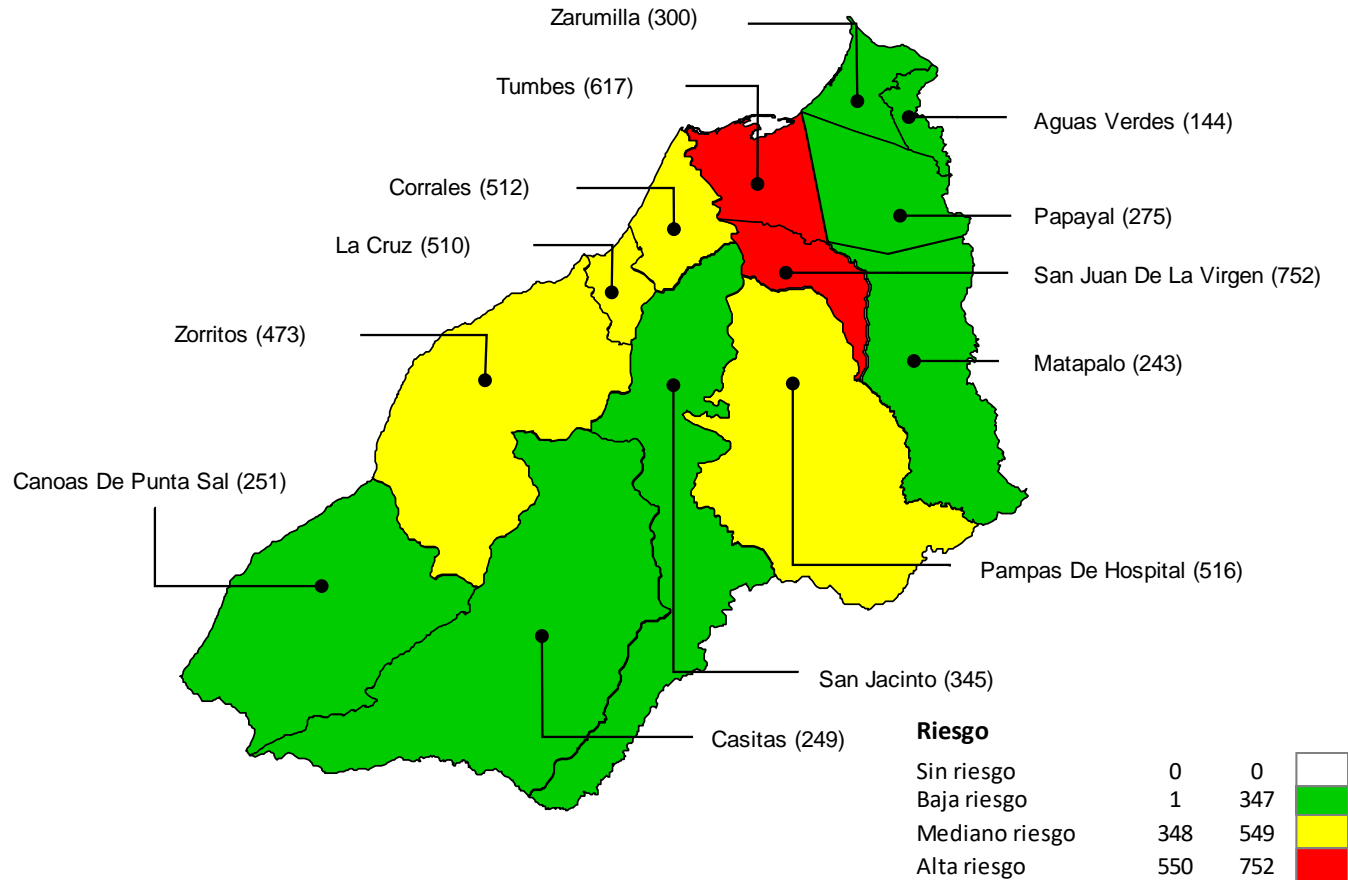 Zarumilla (300)
Tumbes (617)
Aguas Verdes (144)
Corrales (512)
Papayal (275)
La Cruz (510)
San Juan De La Virgen (752)
Zorritos (473)
Matapalo (243)
Canoas De Punta Sal (251)
Pampas De Hospital (516)
San Jacinto (345)
Casitas (249)
Riesgo
Sin riesgo 0 0
Baja riesgo 1 347
Mediano riesgo 348 549
Alta riesgo 550 752